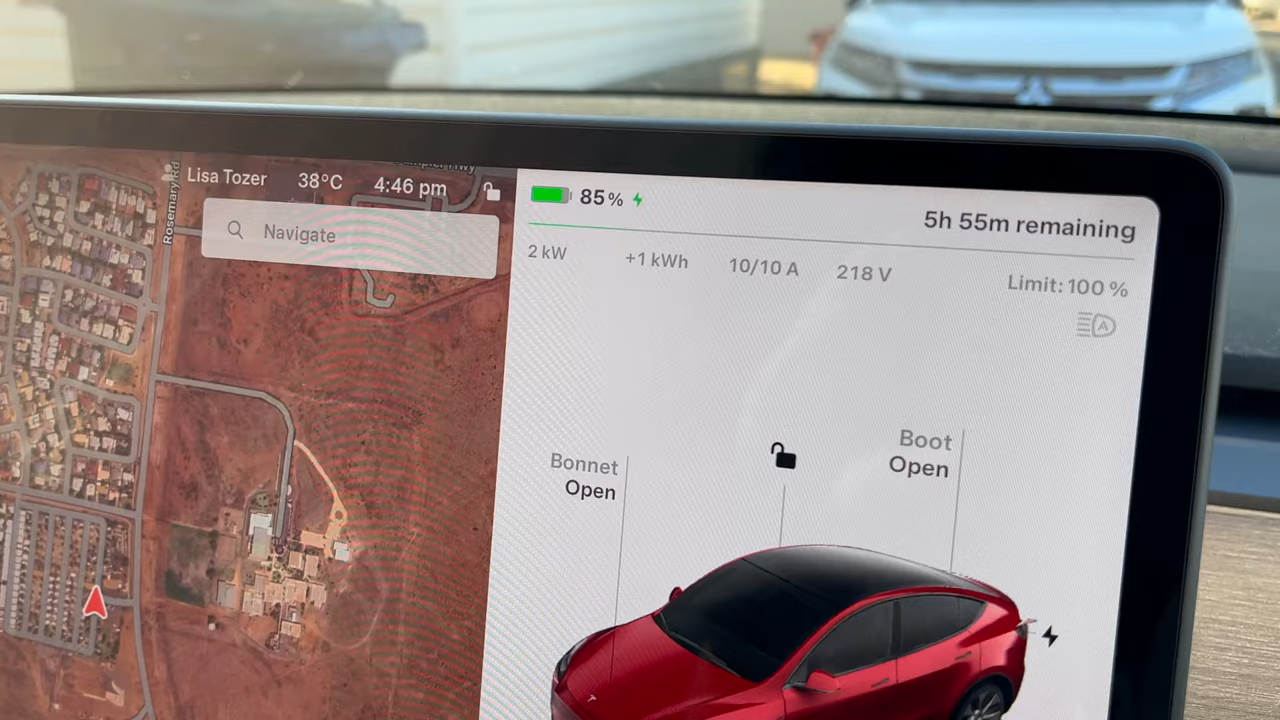 Rosemary Rd
Lisa Tozer 38°C 4:46 pm
Navigate
85%
5h 55m remaining
2 kW +1 kWh 10/10 A 218 V
Limit: 100 %
A
Bonnet
Open
Boot
Open